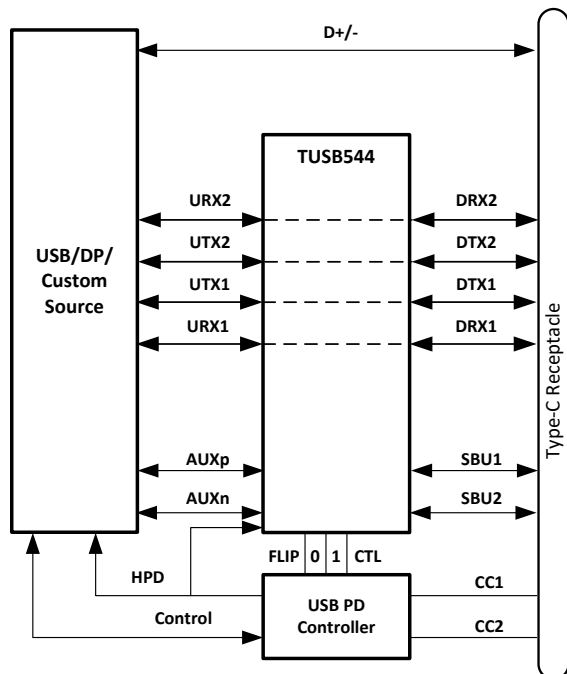 D+/-
TUSB544
URX2
DRX2
UTX2
DTX2
USB/DP/
Custom
Source
UTX1
DTX1
URX1
DRX1
Type-C Receptacle
AUXp
SBU1
AUXn
SBU2
FLIP 0 1 CTL
HPD
CC1
Control
USB PD
Controller
CC2